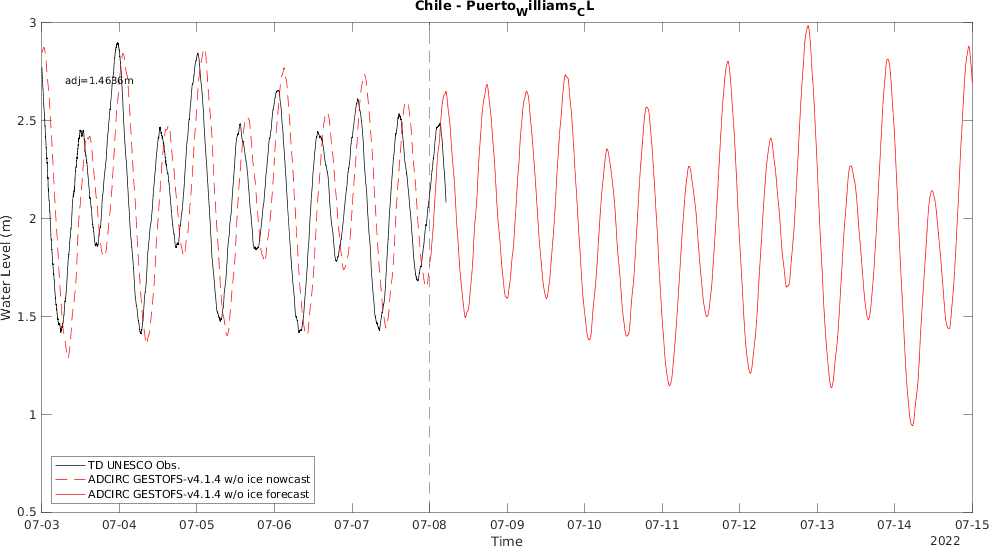 Chile - PuertoWilliamsCL
3
adj=1.4636m
2.5
2
Water Level (m)
1.5
1
TD UNESCO Obs.
ADCIRC GESTOFS-v4.1.4 w/o ice nowcast
ADCIRC GESTOFS-v4.1.4 w/o ice forecast
0.5
07-03 07-04 07-05 07-06 07-07 07-08 07-09 07-10 07-11 07-12 07-13 07-14 07-15
Time
2022